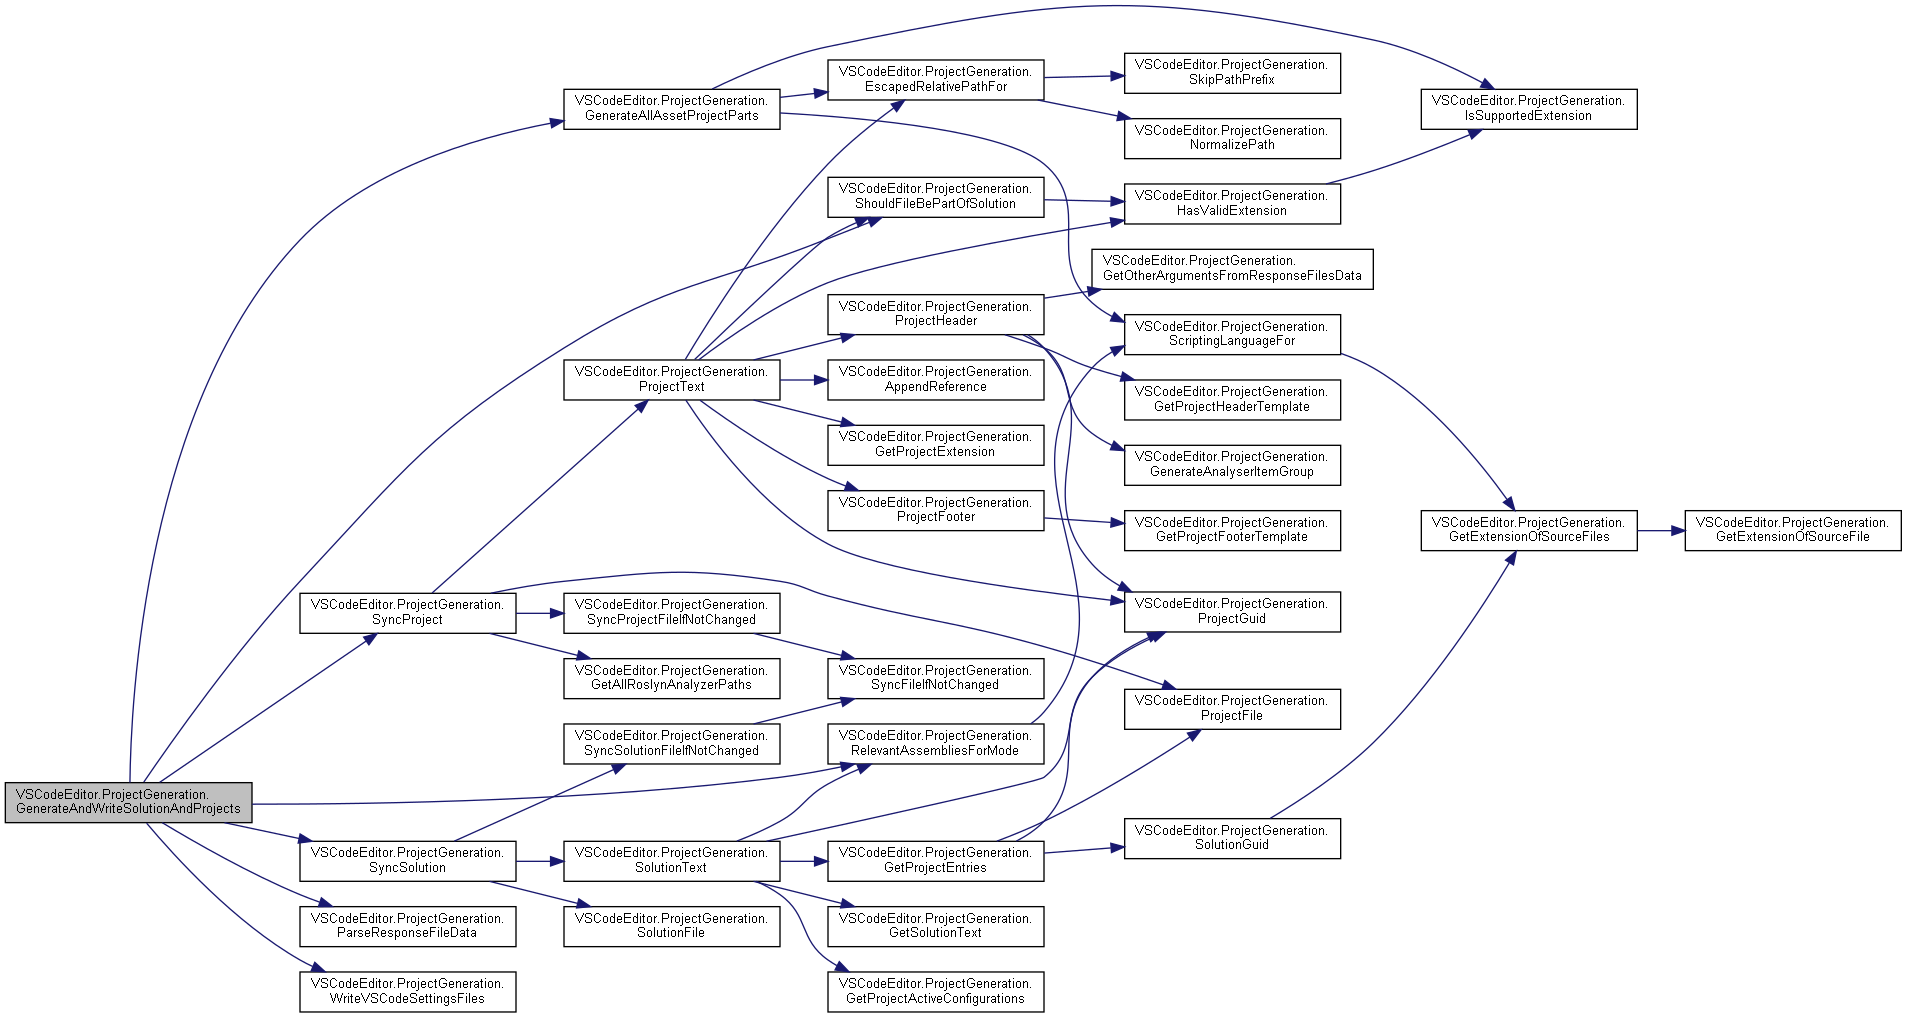 VSCodeEditor.ProjectGeneration.
GenerateAndWriteSolutionAndProjects
VSCodeEditor.ProjectGeneration.
SyncProject
VSCodeEditor.ProjectGeneration.
SyncSolution
VSCodeEditor.ProjectGeneration.
ParseResponseFileData
VSCodeEditor.ProjectGeneration.
WriteVSCodeSettingsFiles
VSCodeEditor.ProjectGeneration.
GenerateAllAssetProjectParts
VSCodeEditor.ProjectGeneration.
ProjectText
VSCodeEditor.ProjectGeneration.
SyncProjectFileIfNotChanged
VSCodeEditor.ProjectGeneration.
GetAllRoslynAnalyzerPaths
VSCodeEditor.ProjectGeneration.
SyncSolutionFileIfNotChanged
VSCodeEditor.ProjectGeneration.
SolutionText
VSCodeEditor.ProjectGeneration.
SolutionFile
VSCodeEditor.ProjectGeneration.
EscapedRelativePathFor
VSCodeEditor.ProjectGeneration.
ShouldFileBePartOfSolution
VSCodeEditor.ProjectGeneration.
ProjectHeader
VSCodeEditor.ProjectGeneration.
AppendReference
VSCodeEditor.ProjectGeneration.
GetProjectExtension
VSCodeEditor.ProjectGeneration.
ProjectFooter
VSCodeEditor.ProjectGeneration.
SyncFileIfNotChanged
VSCodeEditor.ProjectGeneration.
RelevantAssembliesForMode
VSCodeEditor.ProjectGeneration.
GetProjectEntries
VSCodeEditor.ProjectGeneration.
GetSolutionText
VSCodeEditor.ProjectGeneration.
GetProjectActiveConfigurations
VSCodeEditor.ProjectGeneration.
SkipPathPrefix
VSCodeEditor.ProjectGeneration.
NormalizePath
VSCodeEditor.ProjectGeneration.
HasValidExtension
VSCodeEditor.ProjectGeneration.
GetOtherArgumentsFromResponseFilesData
VSCodeEditor.ProjectGeneration.
ScriptingLanguageFor
VSCodeEditor.ProjectGeneration.
GetProjectHeaderTemplate
VSCodeEditor.ProjectGeneration.
GenerateAnalyserItemGroup
VSCodeEditor.ProjectGeneration.
GetProjectFooterTemplate
VSCodeEditor.ProjectGeneration.
ProjectGuid
VSCodeEditor.ProjectGeneration.
ProjectFile
VSCodeEditor.ProjectGeneration.
SolutionGuid
VSCodeEditor.ProjectGeneration.
IsSupportedExtension
VSCodeEditor.ProjectGeneration.
GetExtensionOfSourceFiles
VSCodeEditor.ProjectGeneration.
GetExtensionOfSourceFile